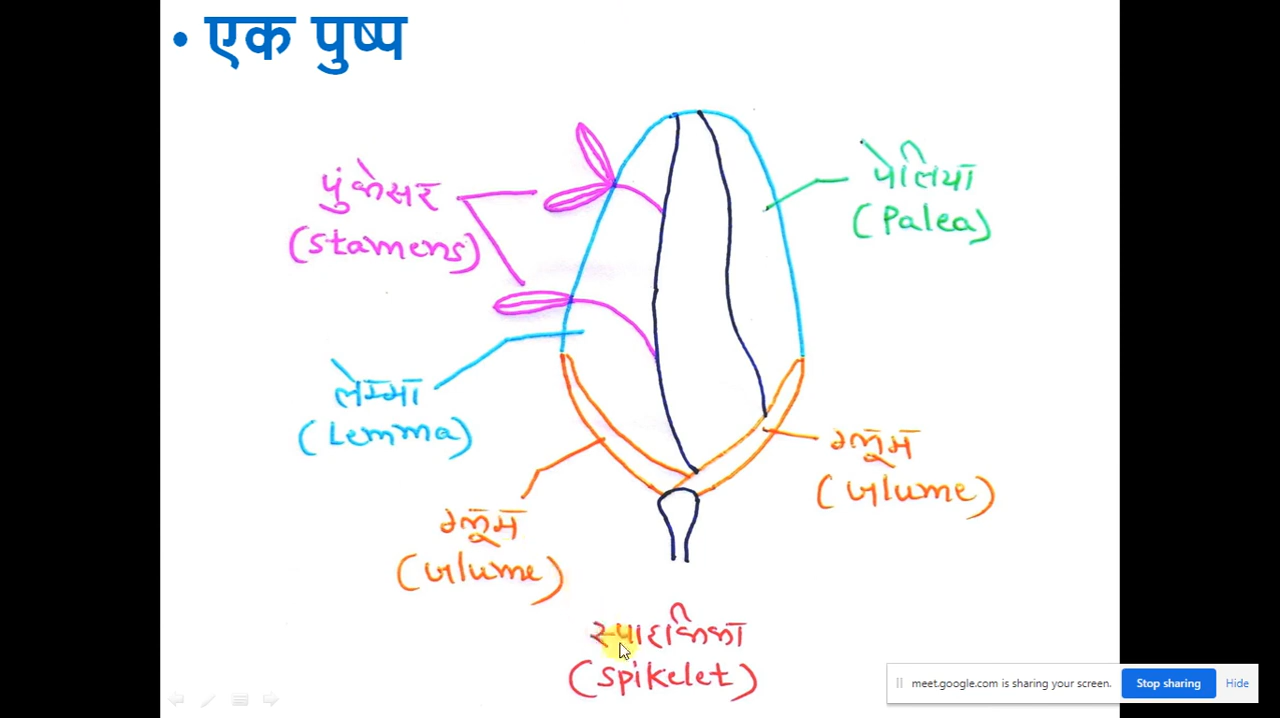 • एक पुष्प
पुंकेसर
(Stamens)
पेलिया
(Palea)
लेम्मा
(Lemma)
ग्लूम
(Glume)
ग्लूम
(Glume)
स्पाइकिका
(Spikelet)
meet.google.com is sharing your screen.
Stop sharing
Hide